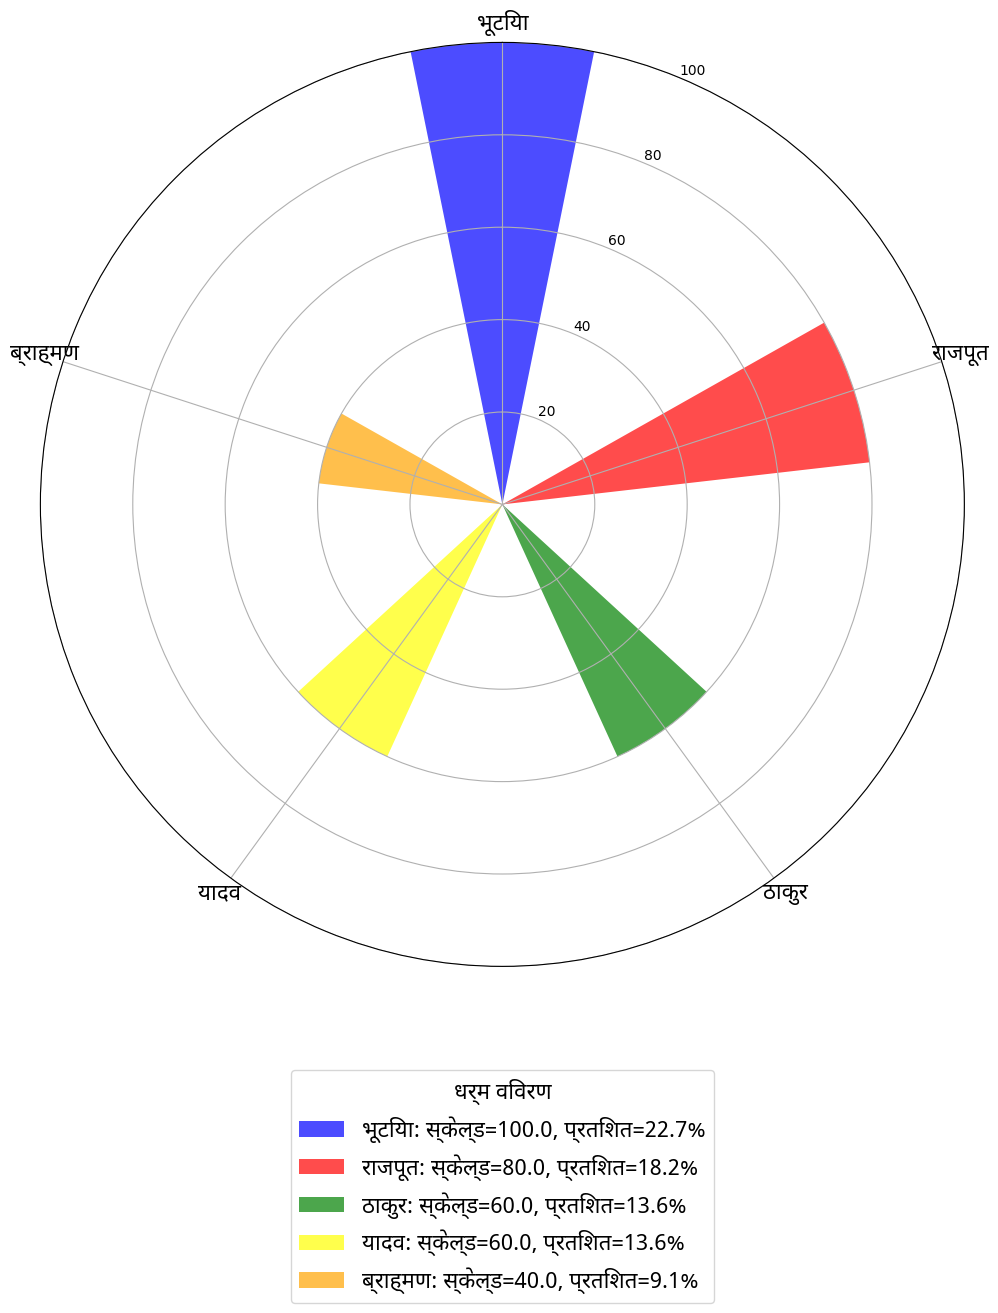 भूटिया
100
80
60
40
20
ब्राह्मण
राजपूत
यादव
ठाकुर
धर्म विवरण
भूटिया: स्केल्ड=100.0, प्रतिशत=22.7%
राजपूत: स्केल्ड=80.0, प्रतिशत=18.2%
ठाकुर: स्केल्ड=60.0, प्रतिशत=13.6%
यादव: स्केल्ड=60.0, प्रतिशत=13.6%
ब्राह्मण: स्केल्ड=40.0, प्रतिशत=9.1%